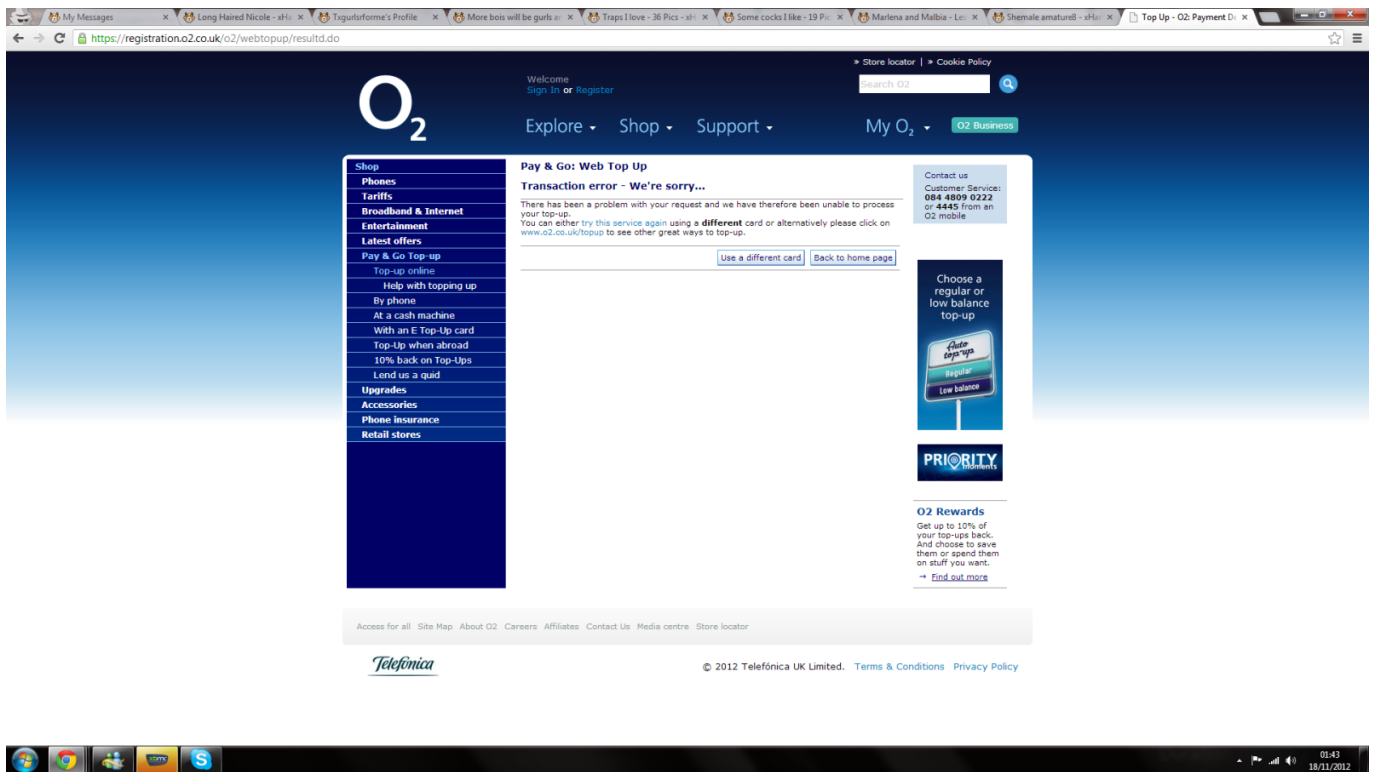 My Messages
Long Haired Nicole - xHa
Txgurlsforme's Profile
More bois will be gurls ar
Traps I love - 36 Pics - xH
Some cocks I like - 19 Pic
Marlena and Malbia - Les
Shemale amature8 - xHar
Top Up - O2: Payment De
https://registration.o2.co.uk/o2/webtopup/resultd.do
» Store locator | » Cookie Policy
O2
Welcome
Sign In or Register
Search O2
Explore Shop Support My O2 O2 Business
Shop
Phones
Tariffs
Broadband & Internet
Entertainment
Latest offers
Pay & Go Top-up
Top-up online
Help with topping up
By phone
At a cash machine
With an E Top-Up card
Top-Up when abroad
10% back on Top-Ups
Lend us a quid
Upgrades
Accessories
Phone insurance
Retail stores
Pay & Go: Web Top Up
Transaction error - We're sorry...
There has been a problem with your request and we have therefore been unable to process
your top-up.
You can either try this service again using a different card or alternatively please click on
www.o2.co.uk/topup to see other great ways to top-up.
Use a different card Back to home page
Contact us
Customer Service:
084 4809 0222
or 4445 from an
O2 mobile
Choose a
regular or
low balance
top-up
Auto
top-up
Regular
Low balance
PRIORITY
moments
O2 Rewards
Get up to 10% of
your top-ups back.
And choose to save
them or spend them
on stuff you want.
→ Find out more
Access for all Site Map About O2 Careers Affiliates Contact Us Media centre Store locator
Telefónica
© 2012 Telefónica UK Limited. Terms & Conditions Privacy Policy
xbmc
01:43
18/11/2012